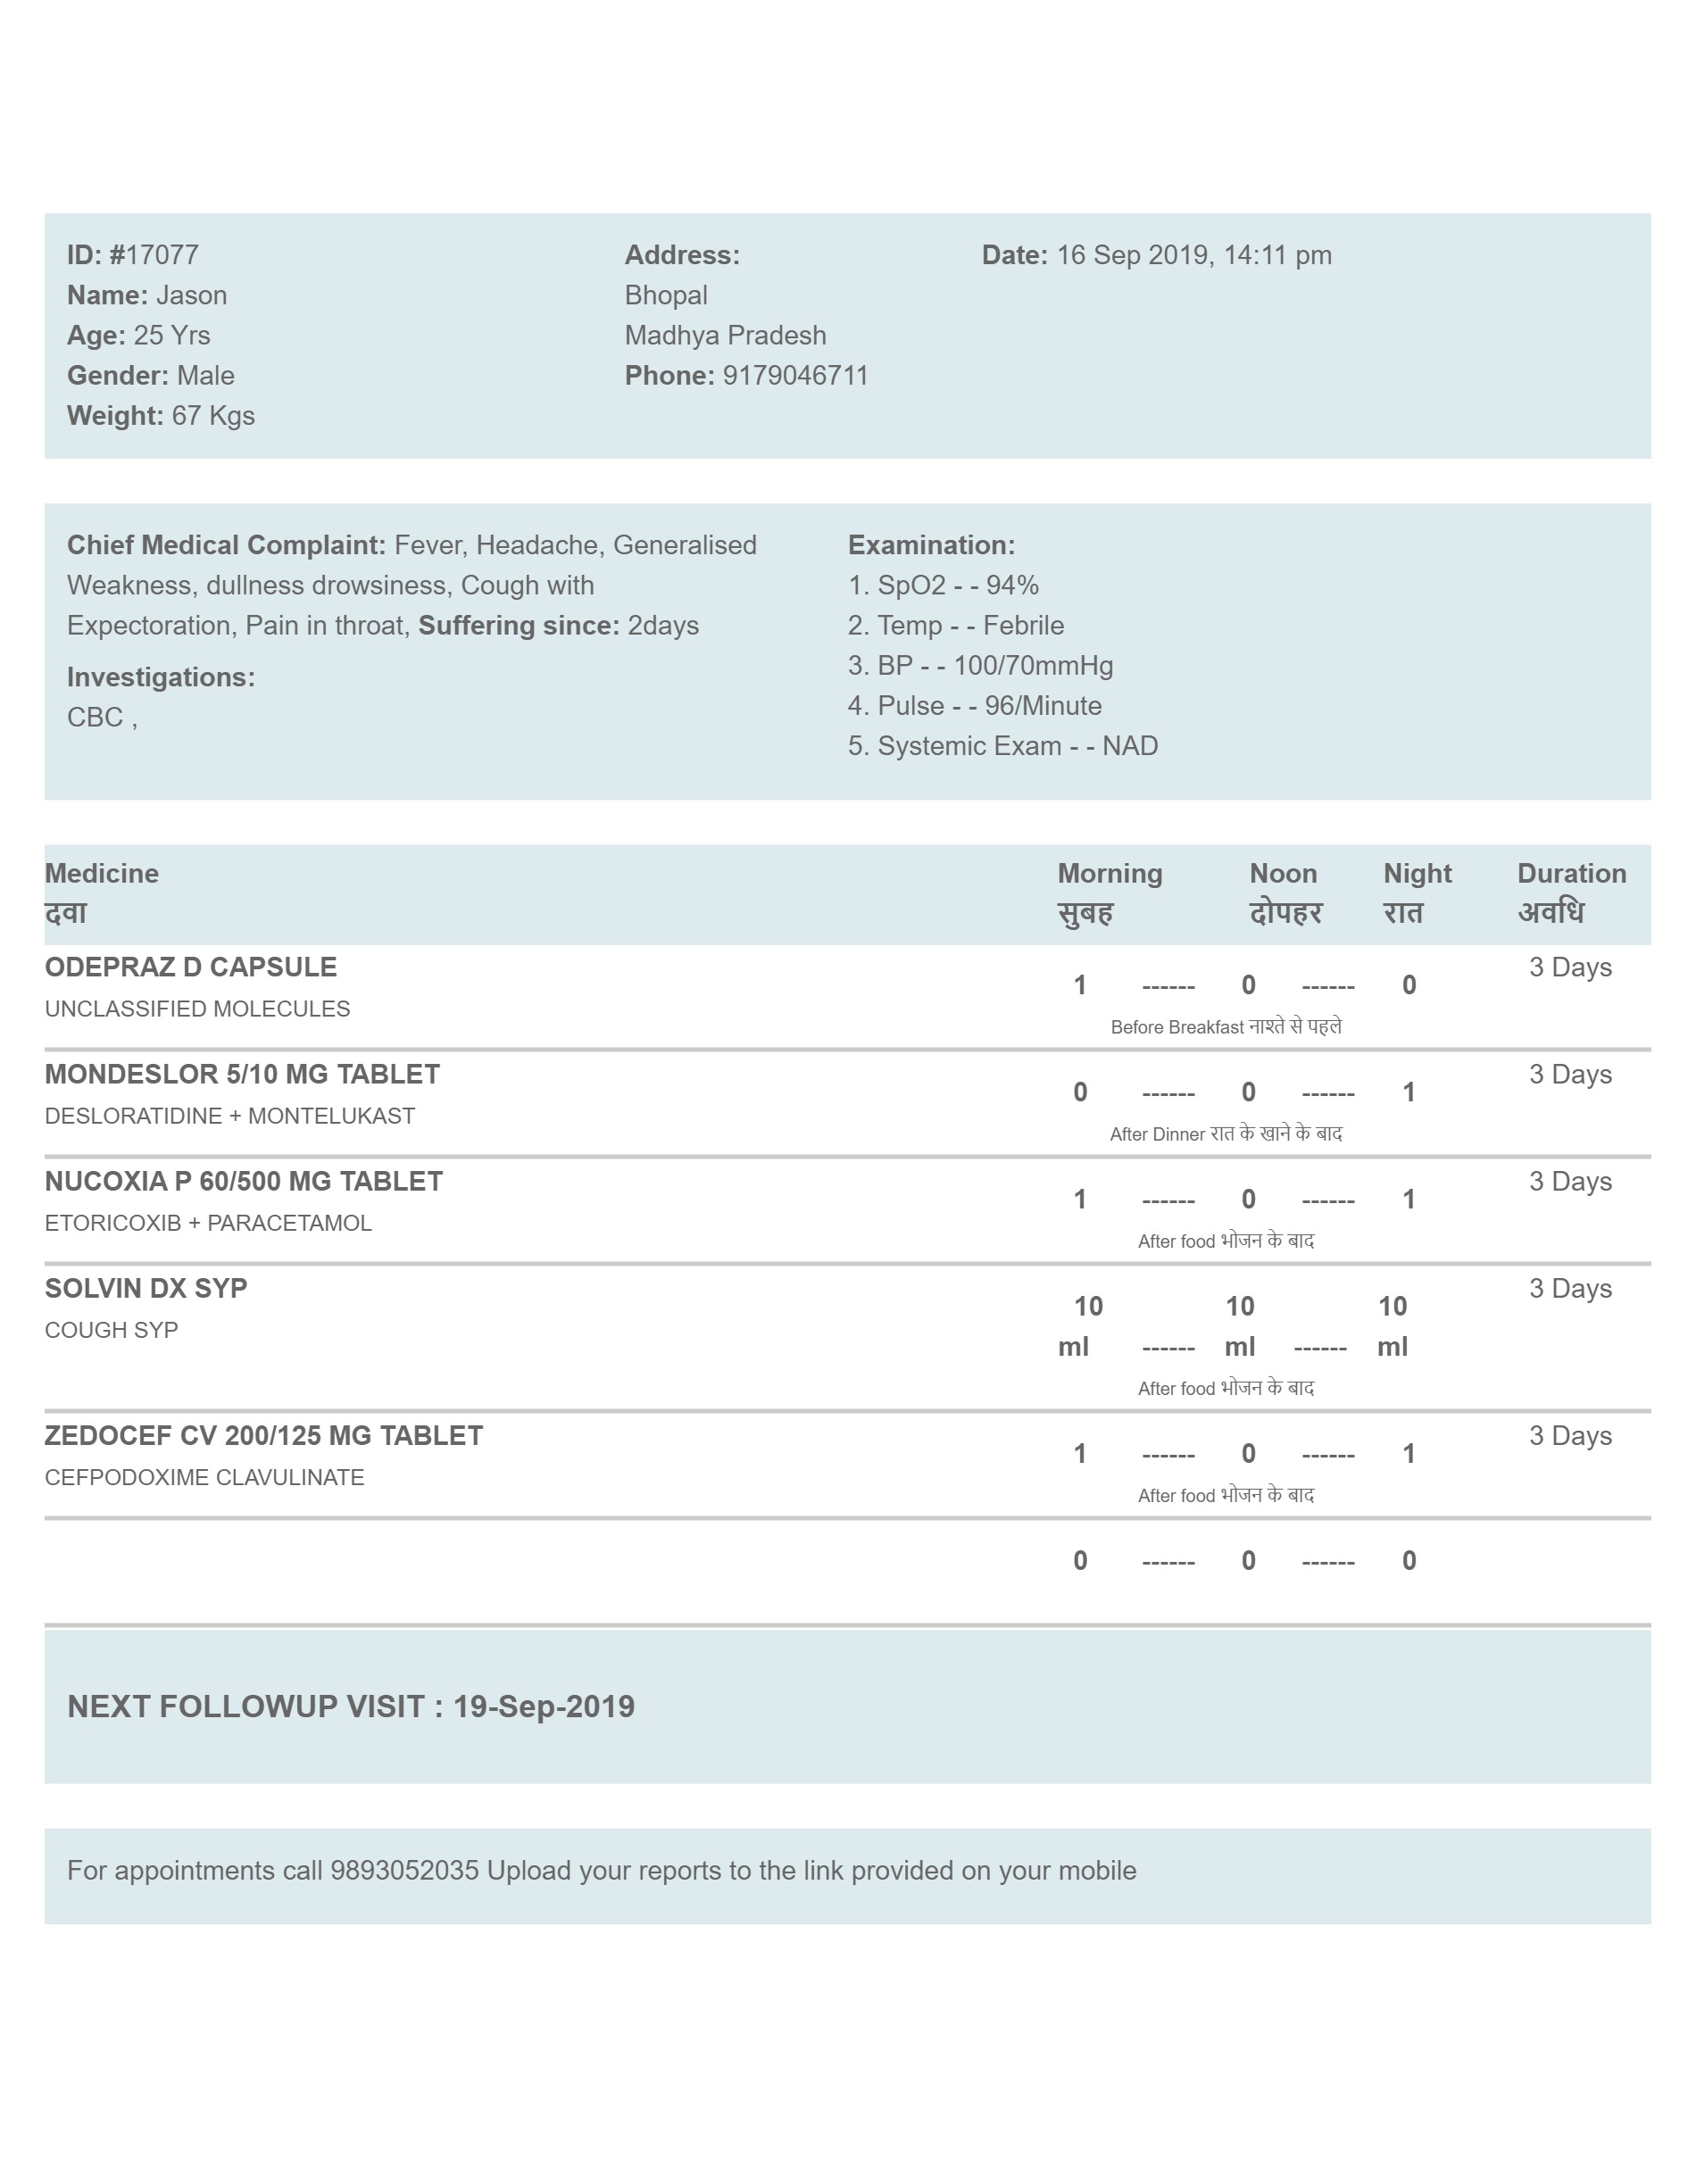 ID: #17077
Name: Jason
Age: 25 Yrs
Gender: Male
Weight: 67 Kgs
Address:
Bhopal
Madhya Pradesh
Phone: 9179046711
Date: 16 Sep 2019, 14:11 pm
Chief Medical Complaint: Fever, Headache, Generalised
Weakness, dullness drowsiness, Cough with
Expectoration, Pain in throat, Suffering since: 2days
Investigations:
CBC ,
Examination:
1. SpO2 - - 94%
2. Temp - - Febrile
3. BP - - 100/70mmHg
4. Pulse - - 96/Minute
5. Systemic Exam - - NAD
Medicine Morning Noon Night Duration
दवा सुबह दोपहर रात अवधि
ODEPRAZ D CAPSULE 3 Days
1 ------ 0 ------ 0
UNCLASSIFIED MOLECULES
Before Breakfast नाश्ते से पहले
MONDESLOR 5/10 MG TABLET 3 Days
0 ------ 0 ------ 1
DESLORATIDINE + MONTELUKAST
After Dinner रात के खाने के बाद
NUCOXIA P 60/500 MG TABLET 3 Days
1 ------ 0 ------ 1
ETORICOXIB + PARACETAMOL
After food भोजन के बाद
SOLVIN DX SYP 3 Days
10 10 10
COUGH SYP
ml ------ ml ------ ml
After food भोजन के बाद
ZEDOCEF CV 200/125 MG TABLET 3 Days
1 ------ 0 ------ 1
CEFPODOXIME CLAVULINATE
After food भोजन के बाद
0 ------ 0 ------ 0
NEXT FOLLOWUP VISIT : 19-Sep-2019
For appointments call 9893052035 Upload your reports to the link provided on your mobile